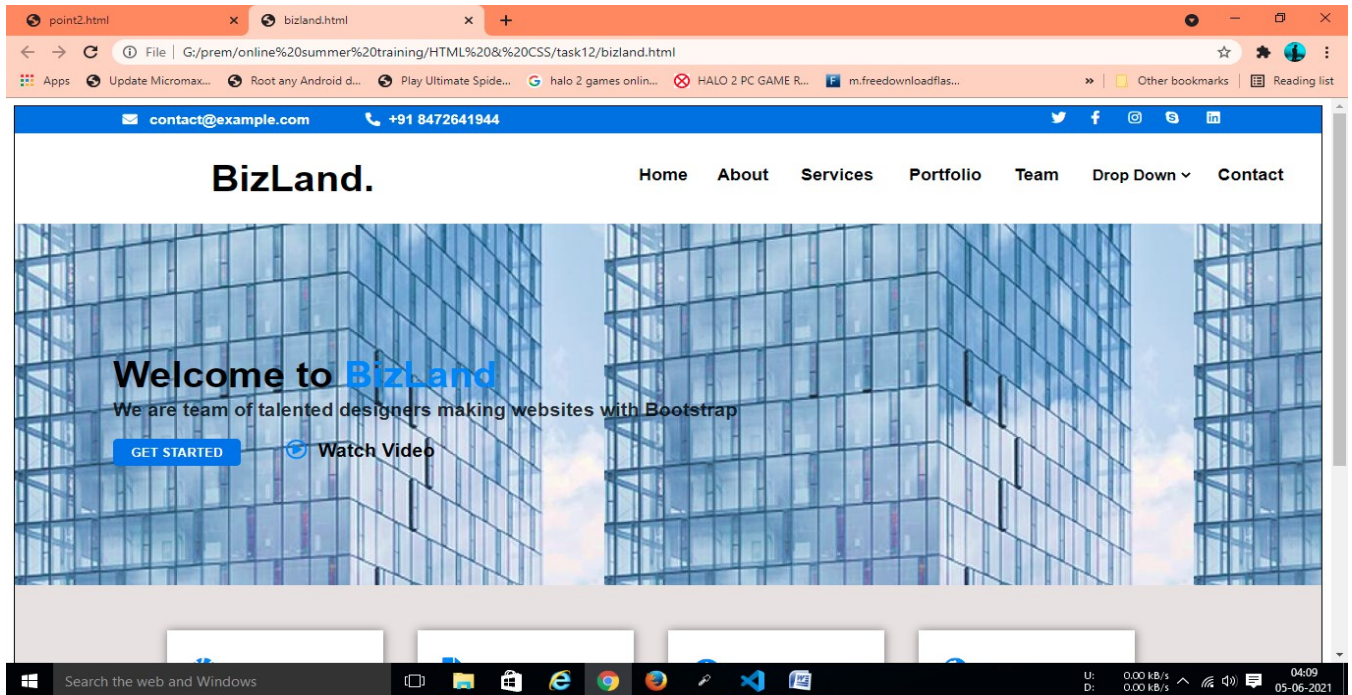 point2.html
bizland.html
File | G:/prem/online%20summer%20training/HTML%20&%20CSS/task12/bizland.html
Apps Update Micromax... Root any Android d... Play Ultimate Spide... halo 2 games onlin... HALO 2 PC GAME R... m.freedownloadflas... » Other bookmarks Reading list
contact@example.com +91 8472641944
BizLand.
Home About Services Portfolio Team Drop Down Contact
Welcome to BizLand
We are team of talented designers making websites with Bootstrap
GET STARTED Watch Video
Search the web and Windows
U: 0.00 kB/s
D: 0.00 kB/s
04:09
05-06-2021